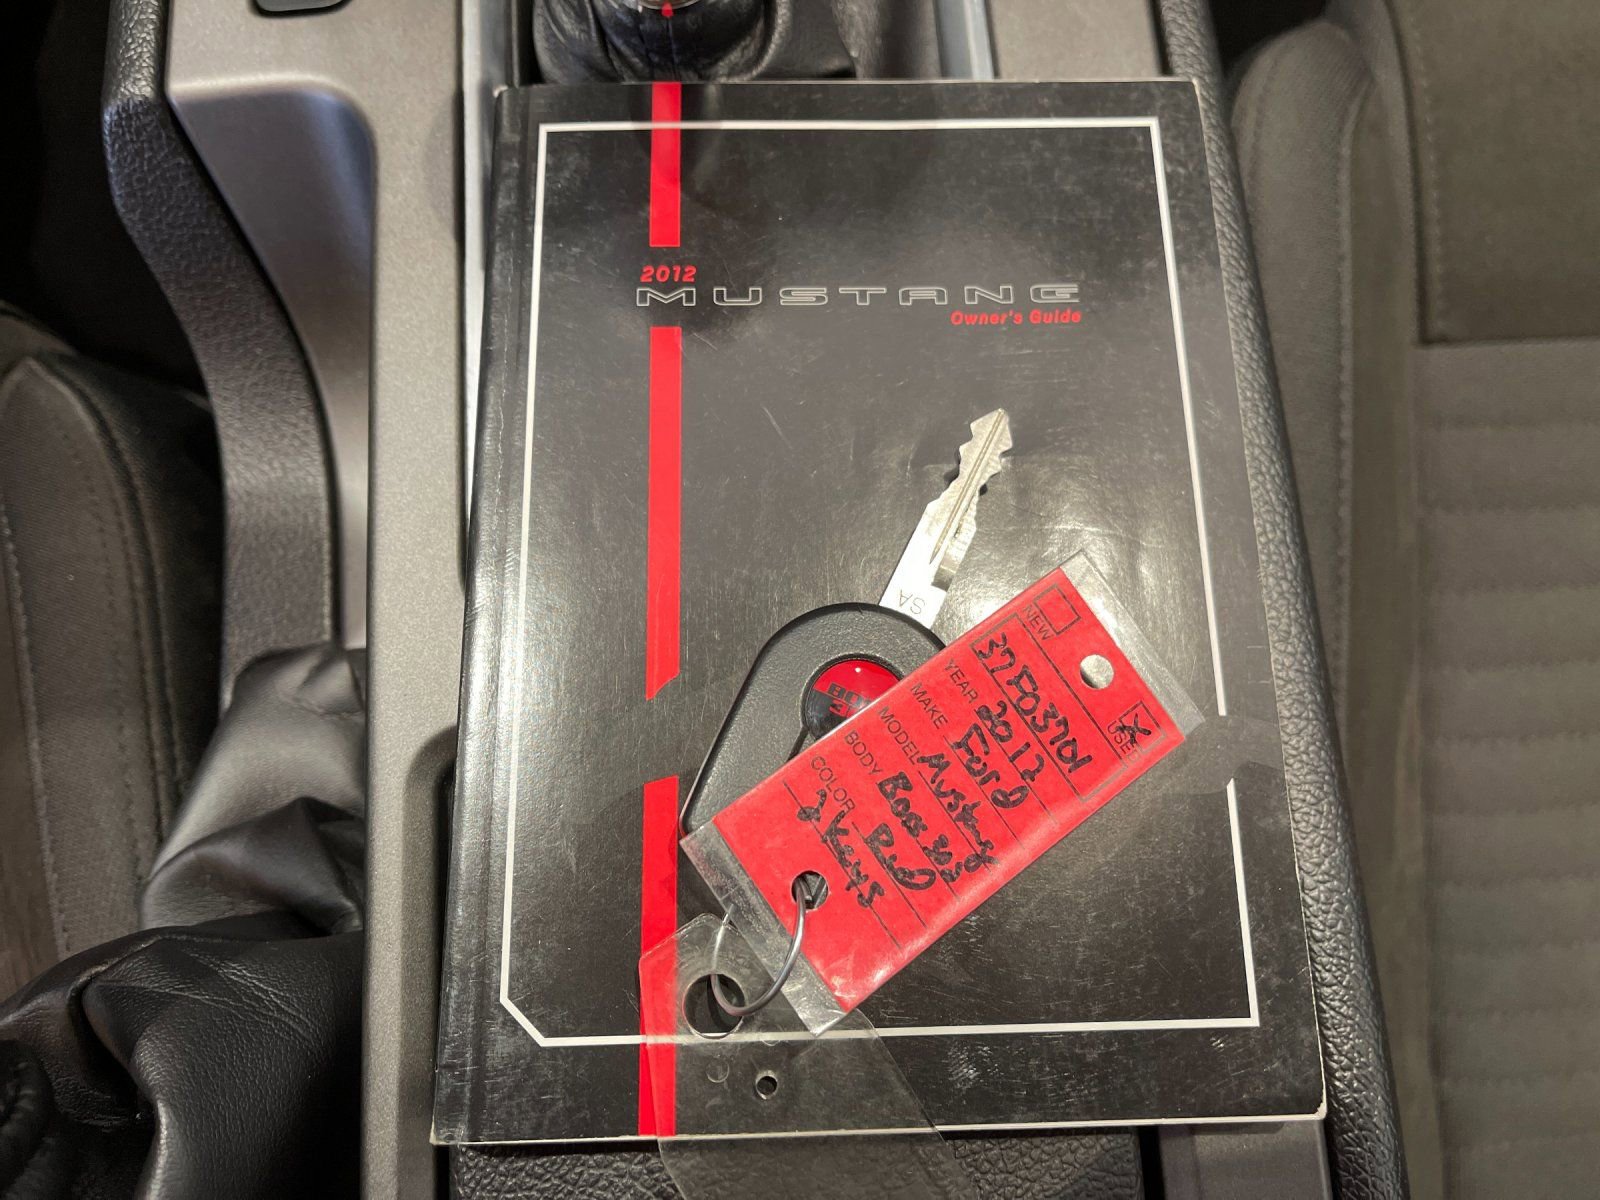 2012
MUSTANG
Owner's Guide
SA
NEW
USED
37F03701
YEAR 2012
MAKE Ford
MODEL Mustang
BODY Boss 302
COLOR Red
2 Keys